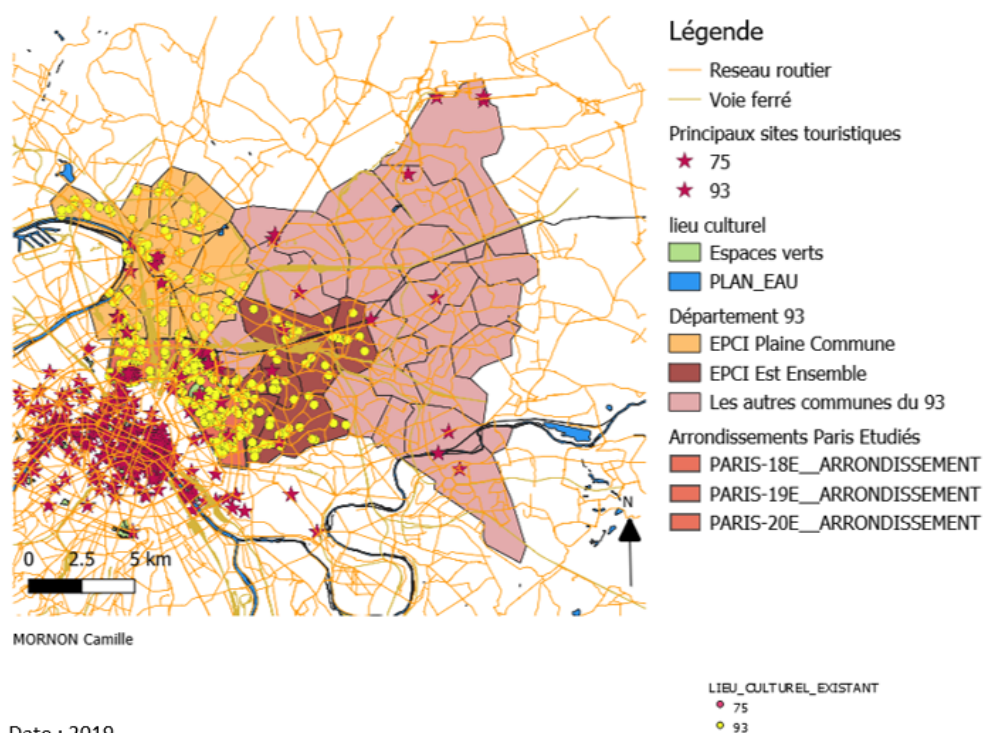 Légende
Reseau routier
Voie ferré
Principaux sites touristiques
75
93
lieu culturel
Espaces verts
PLAN_EAU
Département 93
EPCI Plaine Commune
EPCI Est Ensemble
Les autres communes du 93
Arrondissements Paris Etudiés
PARIS-18E__ARRONDISSEMENT
PARIS-19E__ARRONDISSEMENT
PARIS-20E__ARRONDISSEMENT
N
0 2.5 5 km
MORNON Camille
LIEU_CULTUREL_EXISTANT
75
93
Date : 2019